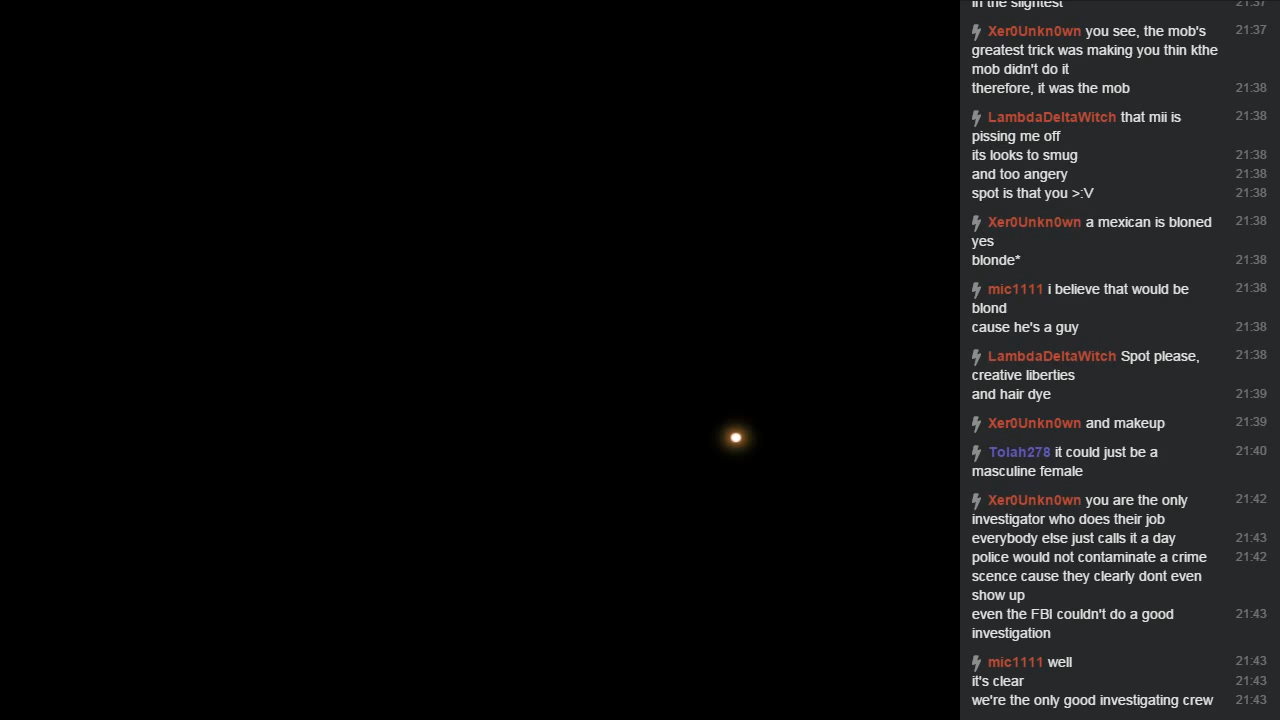 in the slightest 21:37
Xer0Unkn0wn you see, the mob's 21:37
greatest trick was making you thin kthe
mob didn't do it
therefore, it was the mob 21:38
LambdaDeltaWitch that mii is 21:38
pissing me off
its looks to smug 21:38
and too angery 21:38
spot is that you >:V 21:38
Xer0Unkn0wn a mexican is bloned 21:38
yes
blonde* 21:38
mic1111 i believe that would be 21:38
blond
cause he's a guy 21:38
LambdaDeltaWitch Spot please, 21:38
creative liberties
and hair dye 21:39
Xer0Unkn0wn and makeup 21:39
Tolah278 it could just be a 21:40
masculine female
Xer0Unkn0wn you are the only 21:42
investigator who does their job
everybody else just calls it a day 21:43
police would not contaminate a crime 21:42
scence cause they clearly dont even
show up
even the FBI couldn't do a good 21:43
investigation
mic1111 well 21:43
it's clear 21:43
we're the only good investigating crew 21:43